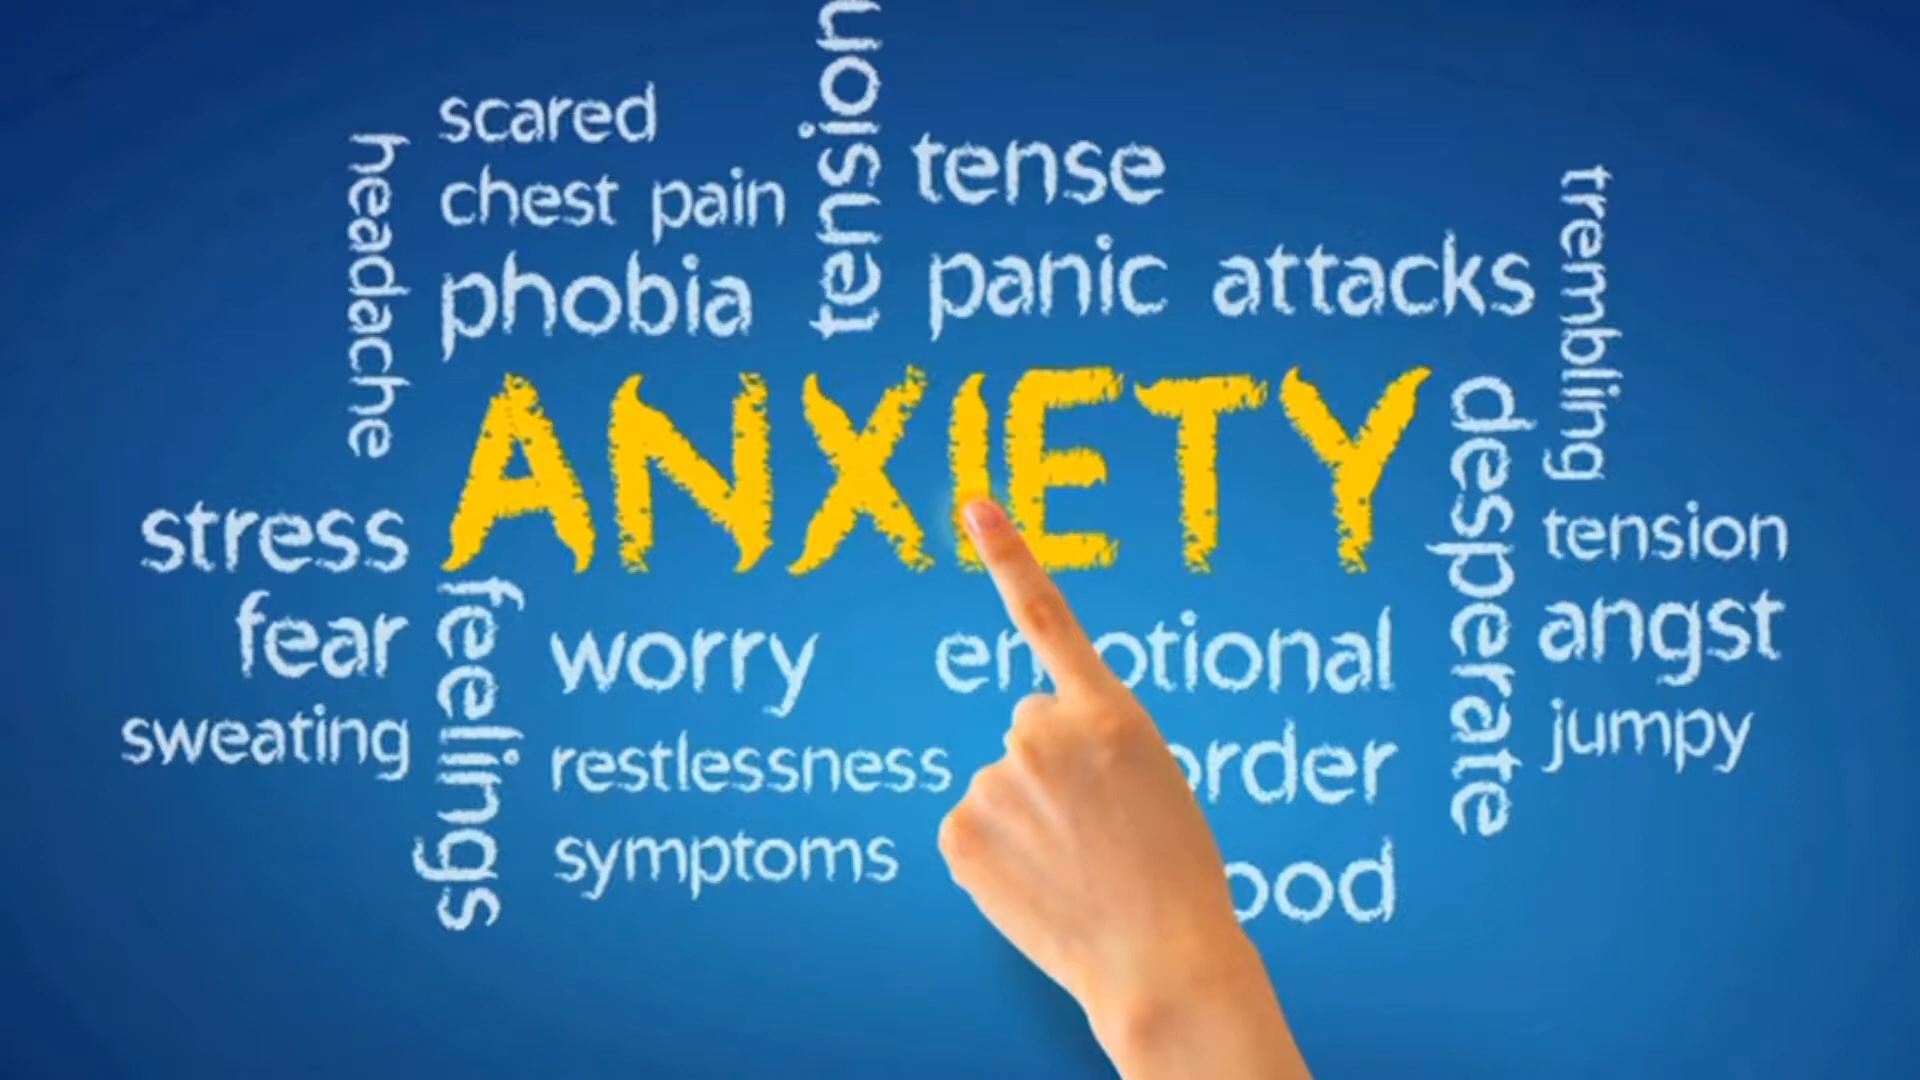 tension
scared
headache
chest pain
tense
phobia
panic attacks
trembling
ANXIETY
desperate
stress
tension
feelings
fear
worry
angst
sweating
restlessness
jumpy
symptoms